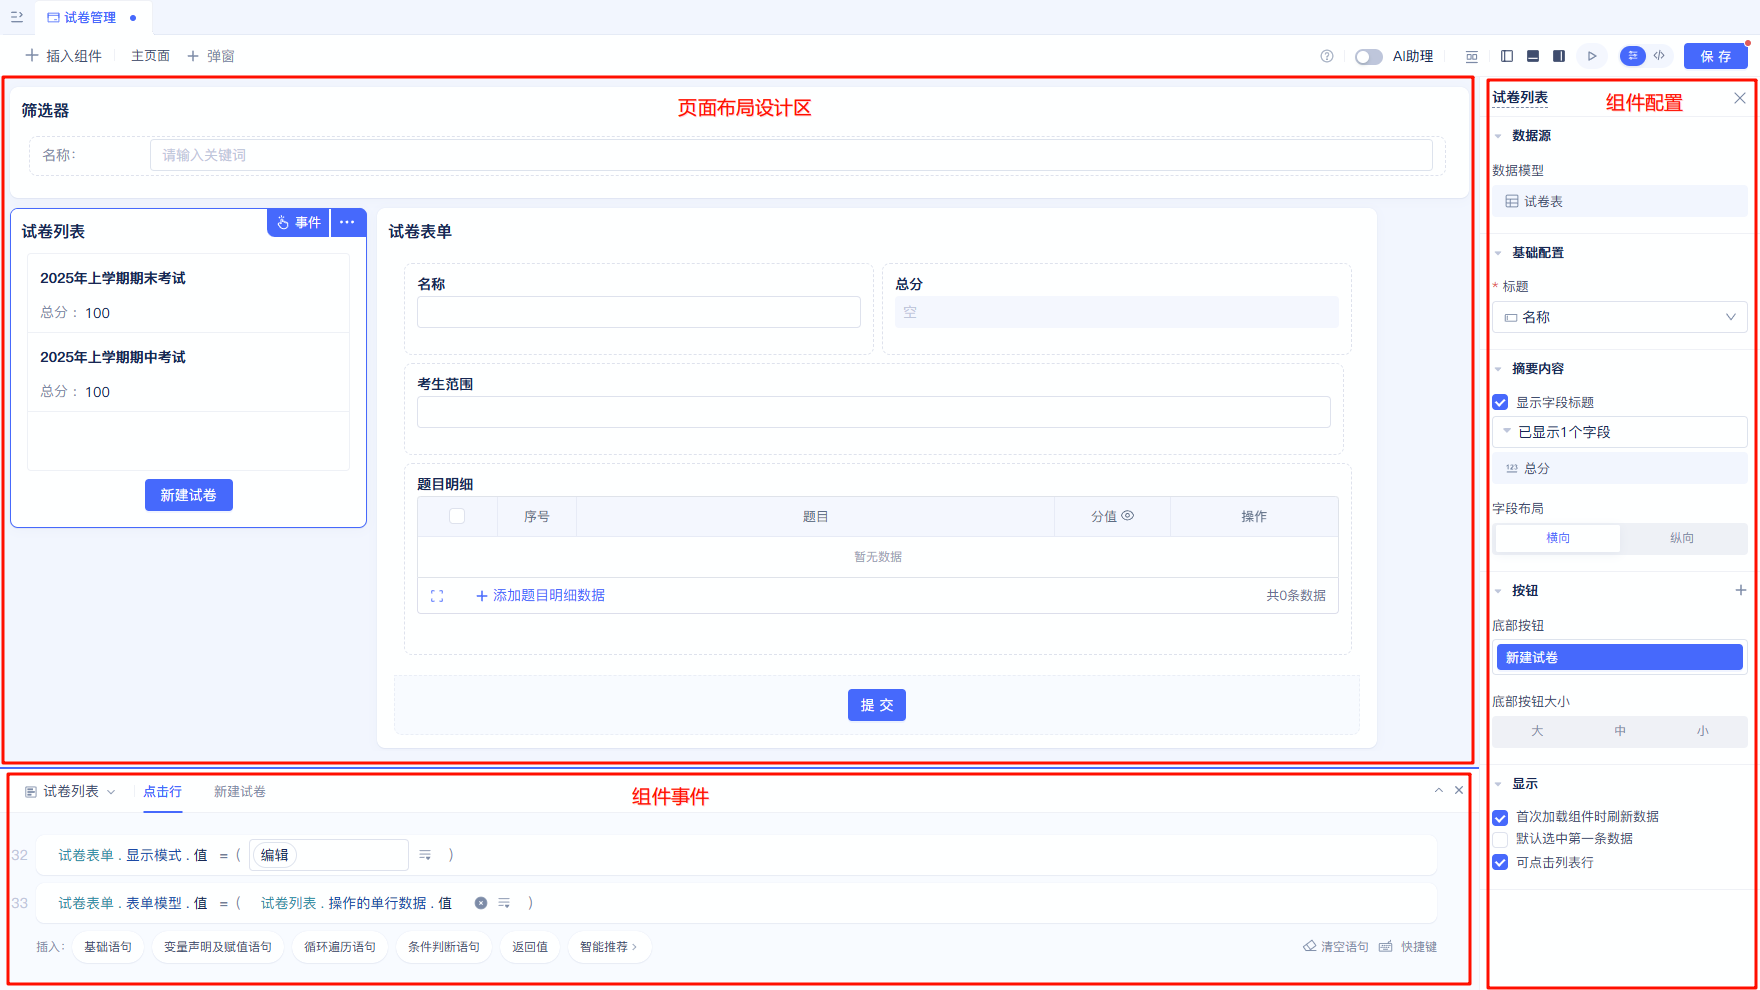 试卷管理
插入组件 主页面 弹窗 AI助理 保 存
页面布局设计区
筛选器
名称: 请输入关键词
试卷列表 事件
2025年上学期期末考试
总分： 100
2025年上学期期中考试
总分： 100
新建试卷
试卷表单
名称 总分
空
考生范围
题目明细
序号 题目 分值 操作
暂无数据
添加题目明细数据 共0条数据
提 交
试卷列表 点击行 新建试卷
组件事件
32 试卷表单 . 显示模式 . 值 = ( 编辑 )
33 试卷表单 . 表单模型 . 值 = ( 试卷列表 . 操作的单行数据 . 值 )
插入: 基础语句 变量声明及赋值语句 循环遍历语句 条件判断语句 返回值 智能推荐 清空语句 快捷键
试卷列表
组件配置
数据源
数据模型
试卷表
基础配置
* 标题
名称
摘要内容
显示字段标题
已显示1个字段
123 总分
字段布局
横向 纵向
按钮
底部按钮
新建试卷
底部按钮大小
大 中 小
显示
首次加载组件时刷新数据
默认选中第一条数据
可点击列表行